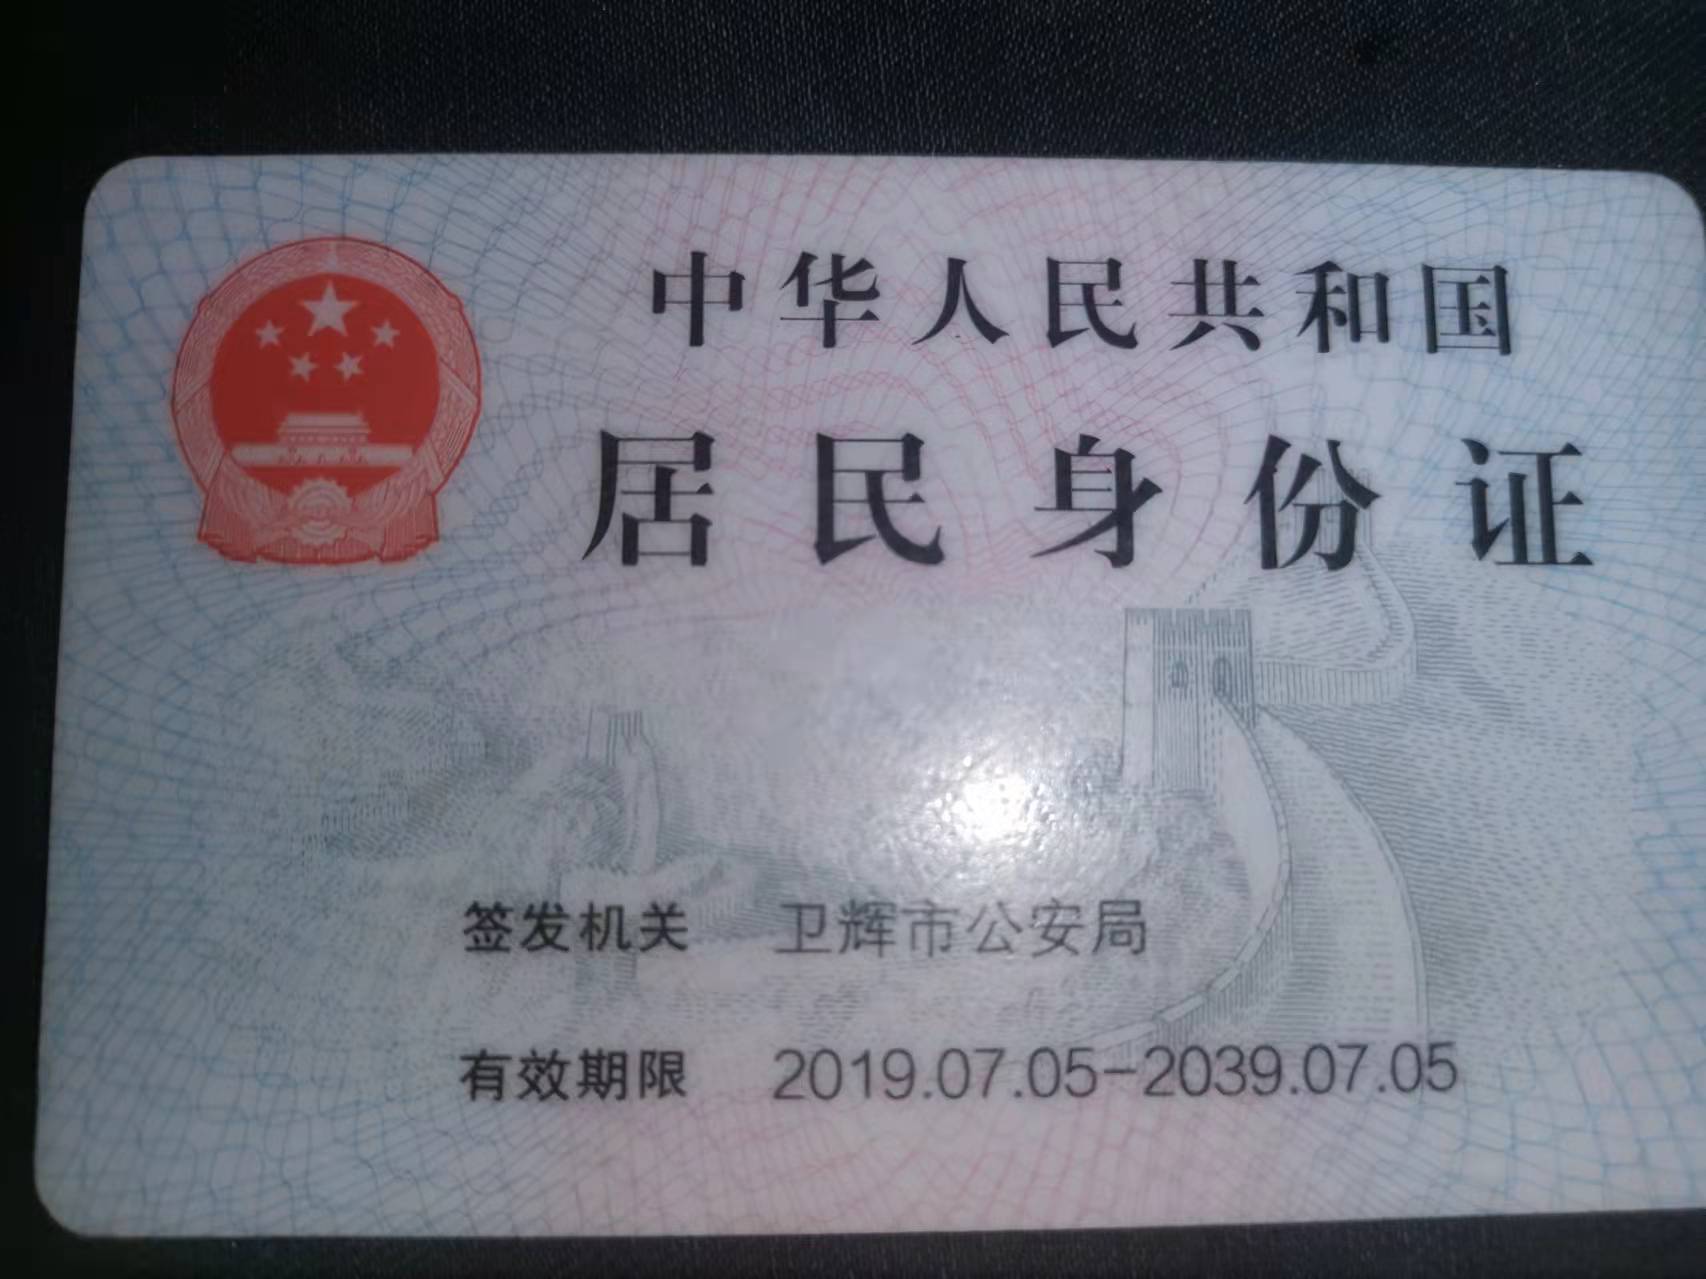 中华人民共和国
居民身份证
签发机关 卫辉市公安局
有效期限 2019.07.05-2039.07.05